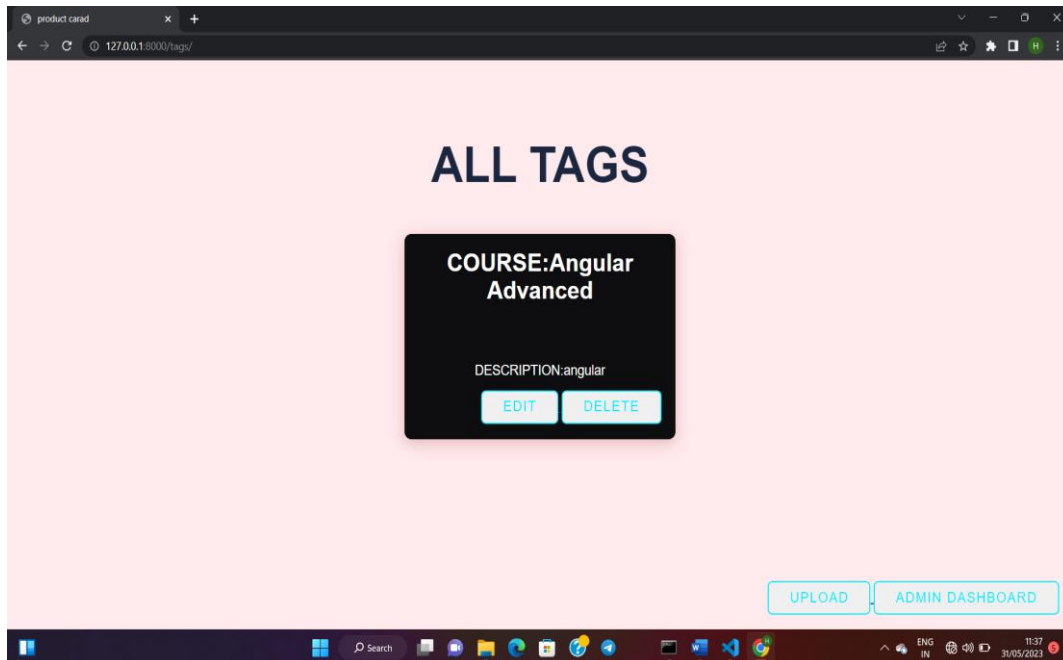 product carad
127.0.0.1:8000/tags/
H
ALL TAGS
COURSE:Angular
Advanced
DESCRIPTION:angular
EDIT DELETE
UPLOAD ADMIN DASHBOARD
Search
ENG
IN
11:37
31/05/2023